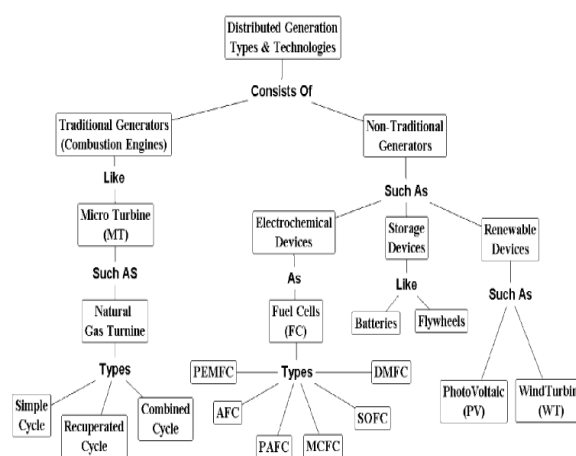 Distributed Generation
Types & Technologies
Consists Of
Traditional Generators
(Combustion Engines)
Non-Traditional
Generators
Like
Such As
Micro Turbine
(MT)
Electrochemical
Devices
Storage
Devices
Renewable
Devices
Such AS
As
Like
Such As
Natural
Gas Turnine
Fuel Cells
(FC)
Batteries
Flywheels
Types
PEMFC
Types
DMFC
PhotoVoltaic
(PV)
WindTurbin
(WT)
Simple
Cycle
Recuperated
Cycle
Combined
Cycle
AFC
PAFC
MCFC
SOFC